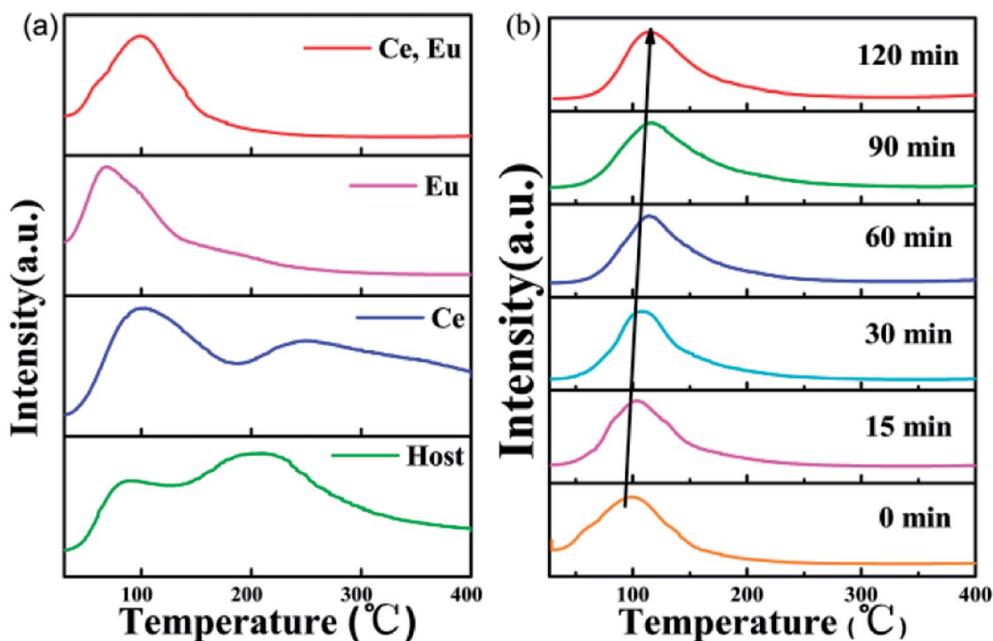 (a)
Ce, Eu
Eu
Ce
Host
Intensity(a.u.)
100 200 300 400
Temperature (℃)
(b)
120 min
90 min
60 min
30 min
15 min
0 min
Intensity(a.u.)
100 200 300 400
Temperature(℃)